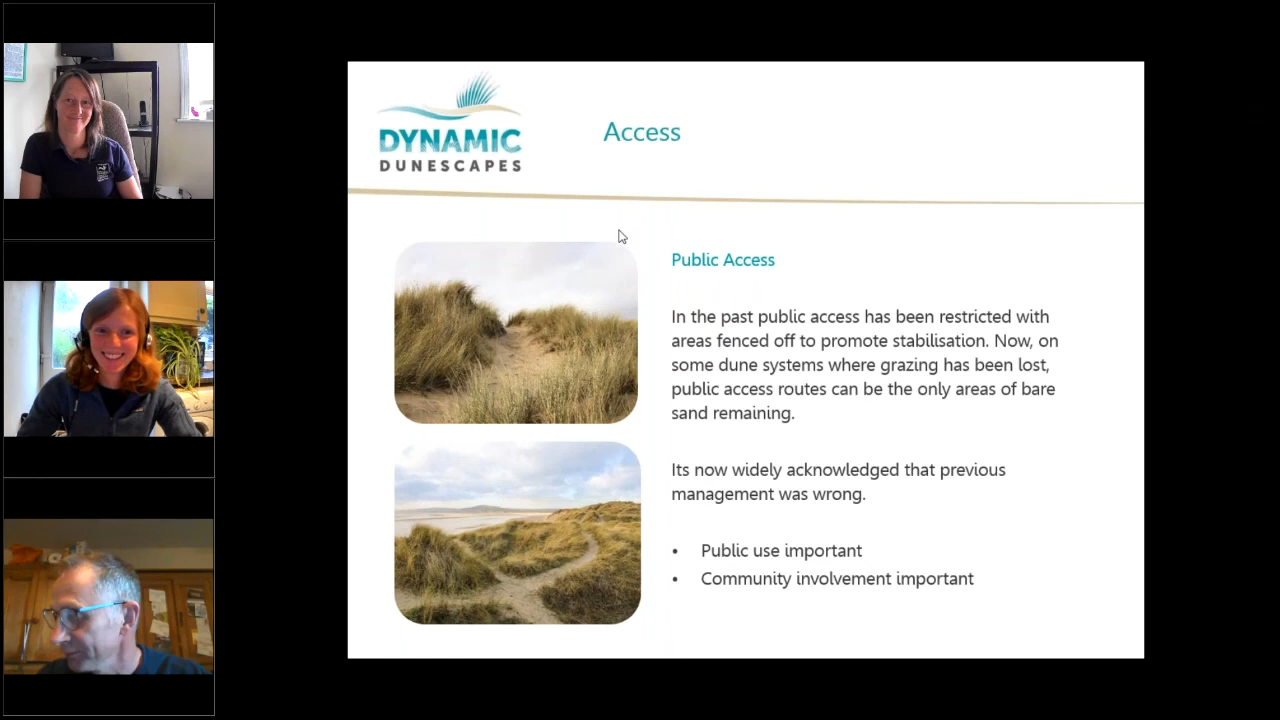 DYNAMIC
DUNESCAPES
Access
Public Access
In the past public access has been restricted with
areas fenced off to promote stabilisation. Now, on
some dune systems where grazing has been lost,
public access routes can be the only areas of bare
sand remaining.
Its now widely acknowledged that previous
management was wrong.
• Public use important
• Community involvement important